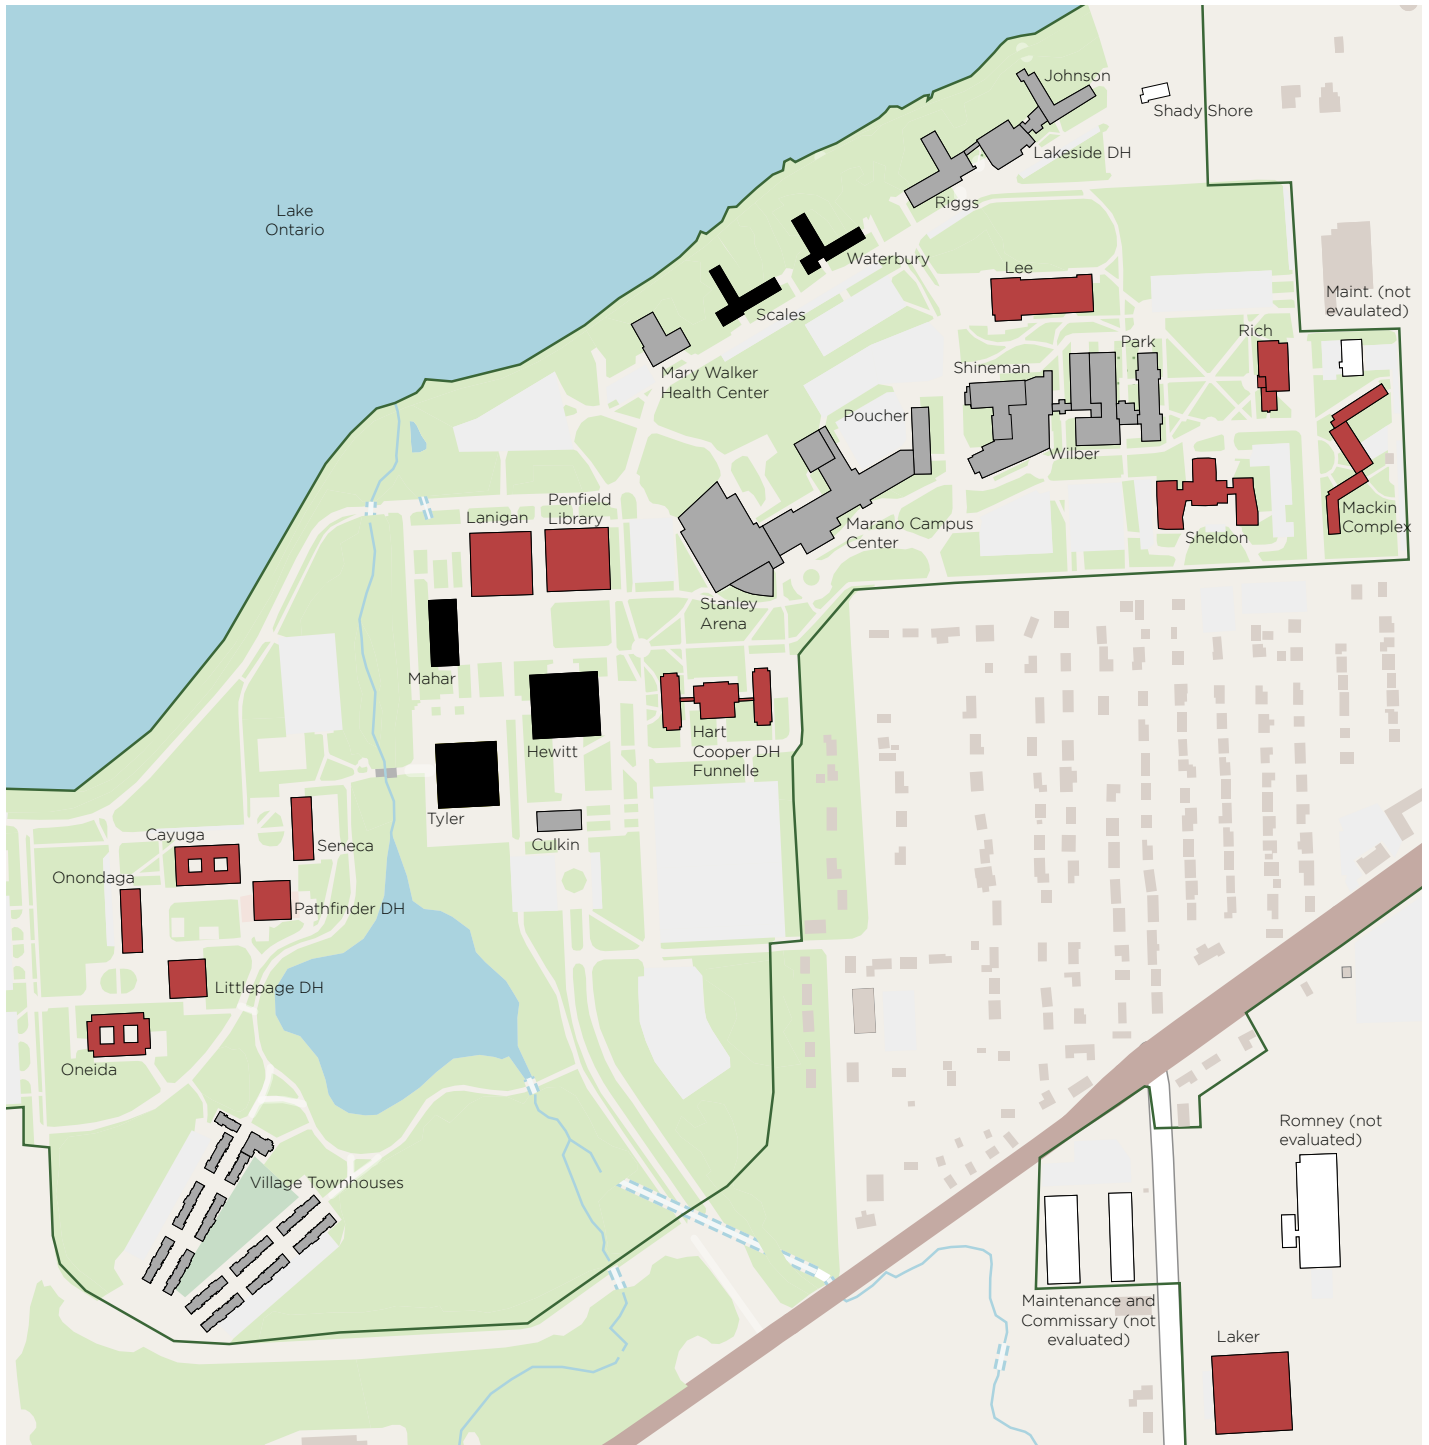 Johnson
Shady Shore
Lakeside DH
Riggs
Lake
Ontario
Waterbury
Lee
Scales
Maint. (not
evaulated)
Rich
Park
Shineman
Mary Walker
Health Center
Poucher
Wilber
Penfield
Library
Lanigan
Mackin
Complex
Marano Campus
Center
Sheldon
Stanley
Arena
Mahar
Hart
Cooper DH
Funnelle
Hewitt
Tyler
Cayuga
Seneca
Culkin
Onondaga
Pathfinder DH
Littlepage DH
Oneida
Romney (not
evaluated)
Village Townhouses
Maintenance and
Commissary (not
evaluated)
Laker